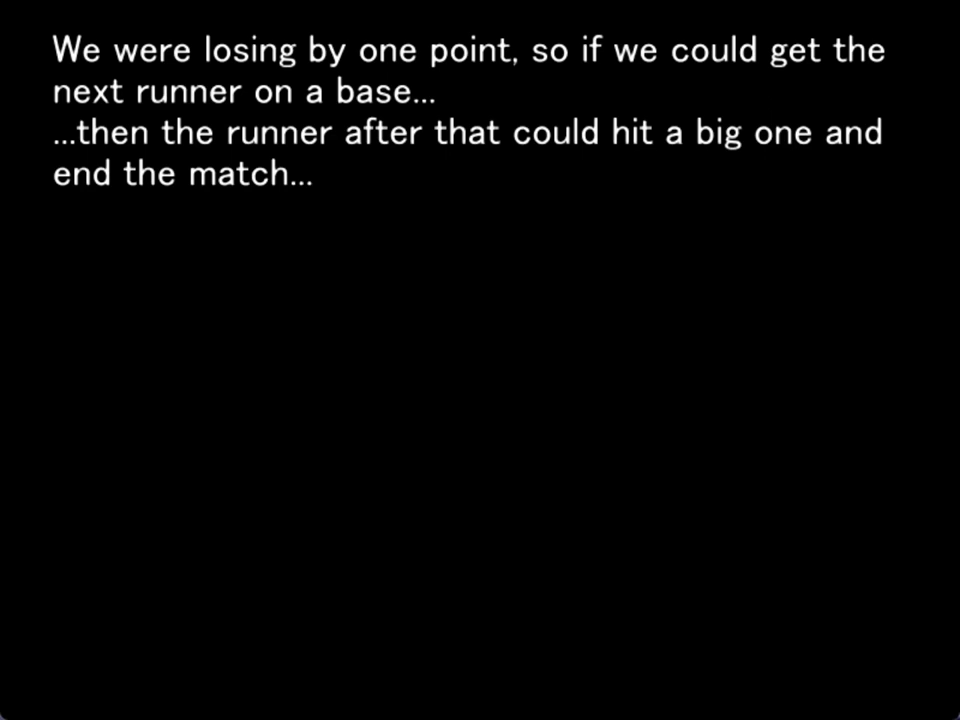 We were losing by one point, so if we could get the
next runner on a base...
...then the runner after that could hit a big one and
end the match...